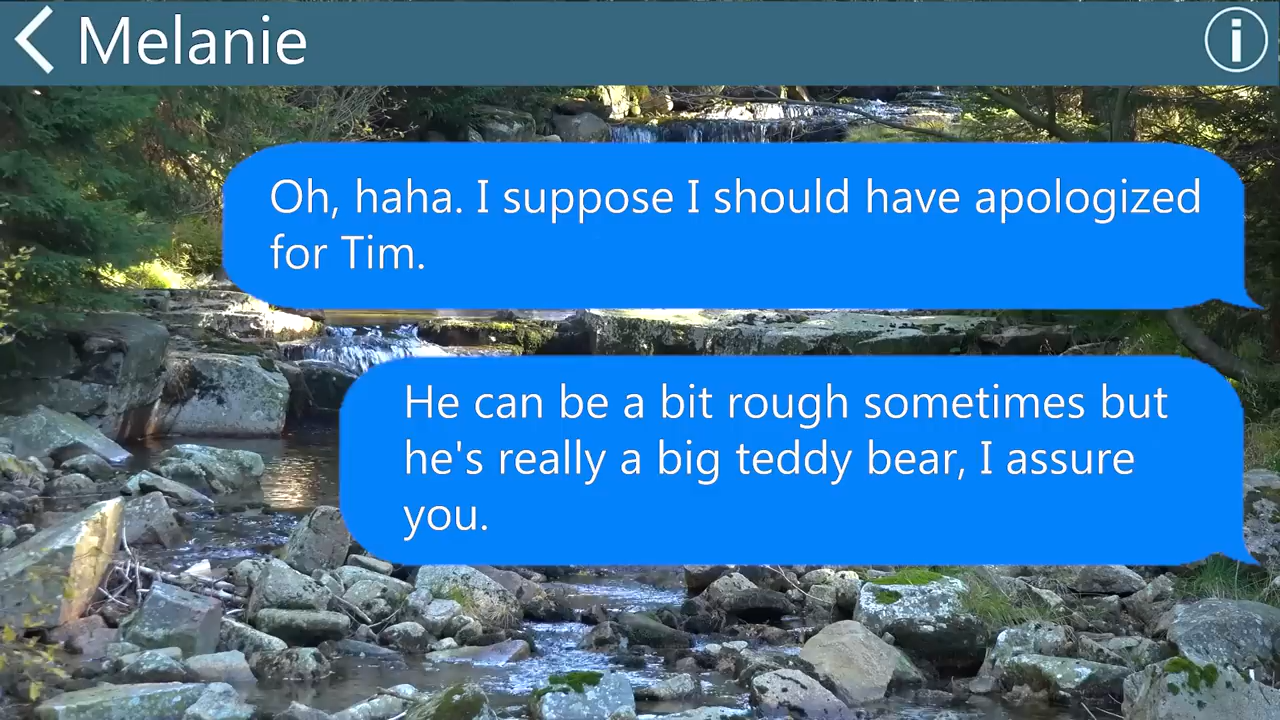 Melanie
Oh, haha. I suppose I should have apologized
for Tim.
He can be a bit rough sometimes but
he's really a big teddy bear, I assure
you.